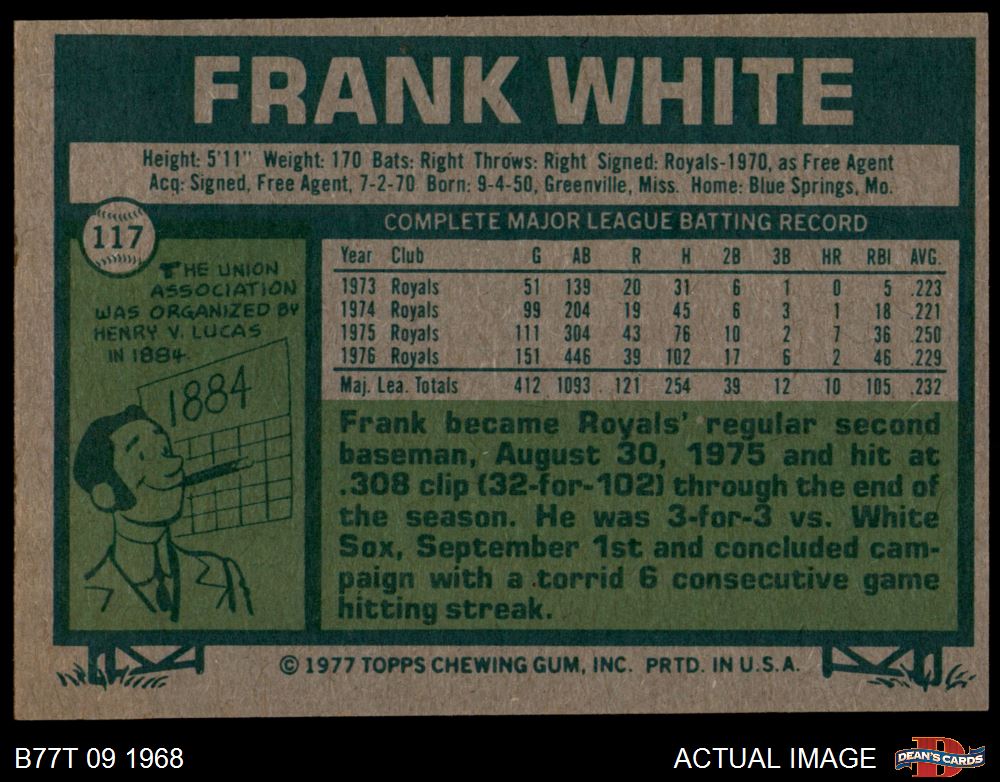 FRANK WHITE
Height: 5'11" Weight: 170 Bats: Right Throws: Right Signed: Royals-1970, as Free Agent
Acq: Signed, Free Agent, 7-2-70 Born: 9-4-50, Greenville, Miss. Home: Blue Springs, Mo.
117
THE UNION
ASSOCIATION
WAS ORGANIZED BY
HENRY V. LUCAS
IN 1884.
1884
COMPLETE MAJOR LEAGUE BATTING RECORD
Year Club G AB R H 2B 3B HR RBI AVG.
1973 Royals 51 139 20 31 6 1 0 5 .223
1974 Royals 99 204 19 45 6 3 1 18 .221
1975 Royals 111 304 43 76 10 2 7 36 .250
1976 Royals 151 446 39 102 17 6 2 46 .229
Maj. Lea. Totals 412 1093 121 254 39 12 10 105 .232
Frank became Royals' regular second
baseman, August 30, 1975 and hit at
.308 clip (32-for-102) through the end of
the season. He was 3-for-3 vs. White
Sox, September 1st and concluded cam-
paign with a torrid 6 consecutive game
hitting streak.
© 1977 TOPPS CHEWING GUM, INC. PRTD. IN U.S.A.
B77T 09 1968
ACTUAL IMAGE
D
DEAN'S CARDS